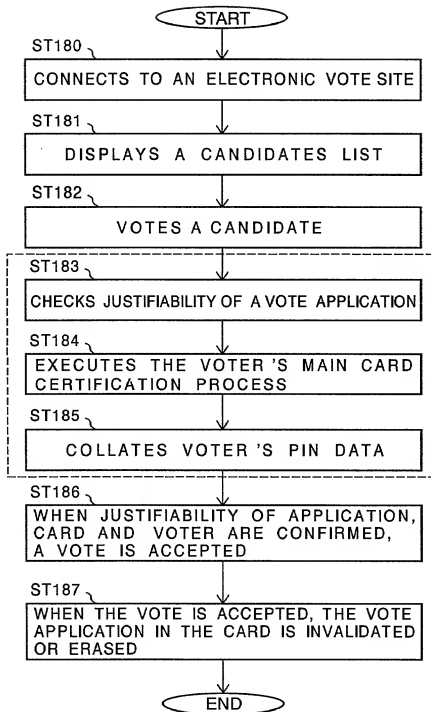 START
ST180
CONNECTS TO AN ELECTRONIC VOTE SITE
ST181
DISPLAYS A CANDIDATES LIST
ST182
VOTES A CANDIDATE
ST183
CHECKS JUSTIFIABILITY OF A VOTE APPLICATION
ST184
EXECUTES THE VOTER'S MAIN CARD
CERTIFICATION PROCESS
ST185
COLLATES VOTER'S PIN DATA
ST186
WHEN JUSTIFIABILITY OF APPLICATION,
CARD AND VOTER ARE CONFIRMED,
A VOTE IS ACCEPTED
ST187
WHEN THE VOTE IS ACCEPTED, THE VOTE
APPLICATION IN THE CARD IS INVALIDATED
OR ERASED
END